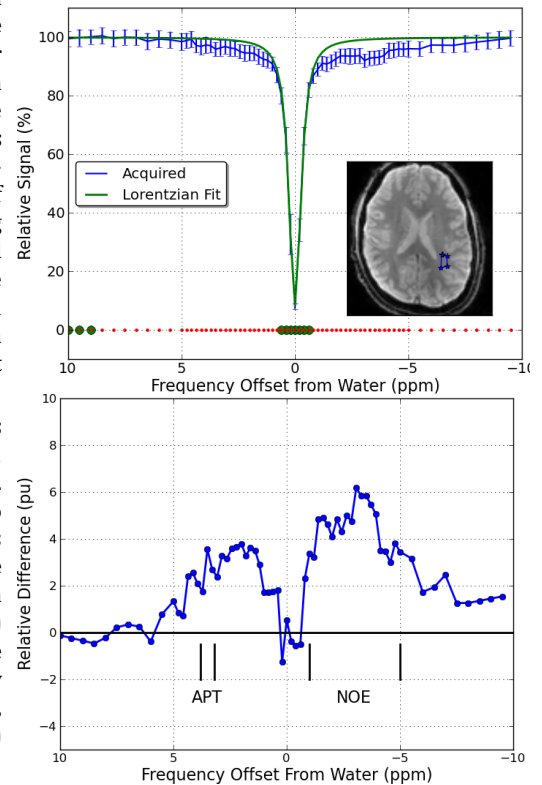 100
80
60
40
20
0
Relative Signal (%)
Acquired
Lorentzian Fit
10 5 0 −5 −10
Frequency Offset from Water (ppm)
10
8
6
4
2
0
−2
−4
Relative Difference (pu)
APT NOE
10 5 0 −5 −10
Frequency Offset From Water (ppm)